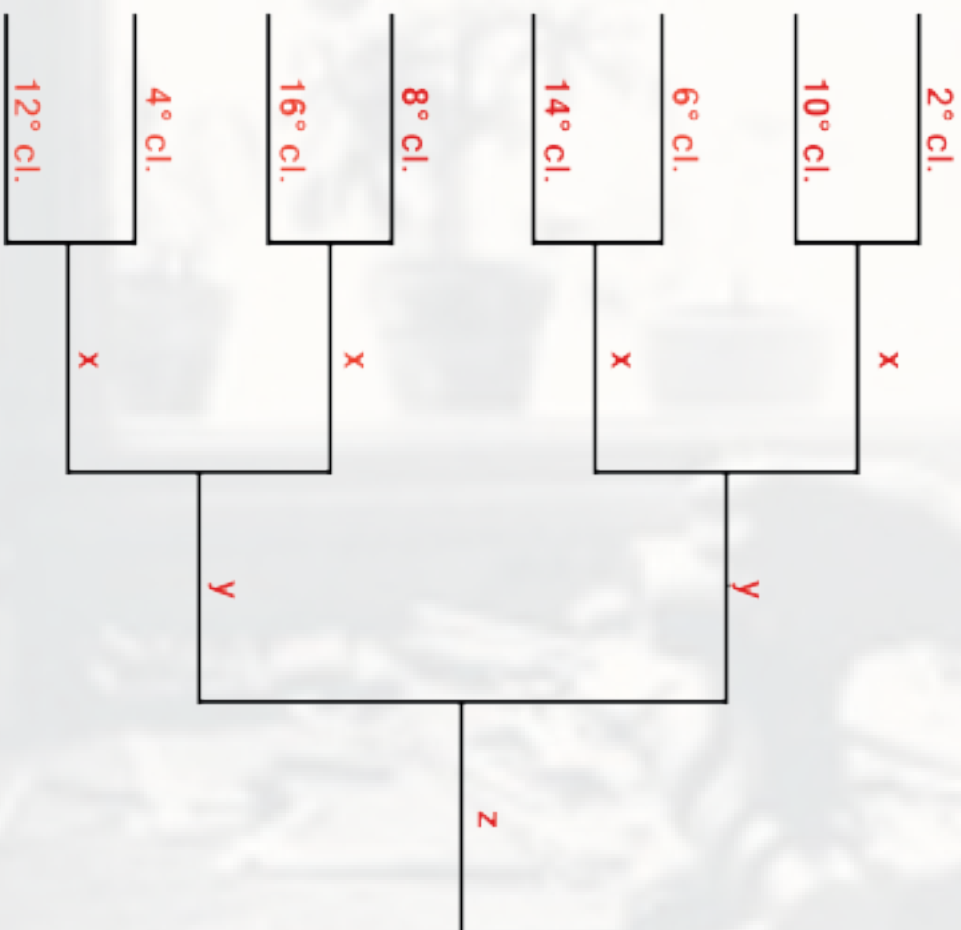 2° cl.
x
10° cl.
y
6° cl.
x
14° cl.
z
8° cl.
x
16° cl.
y
4° cl.
x
12° cl.